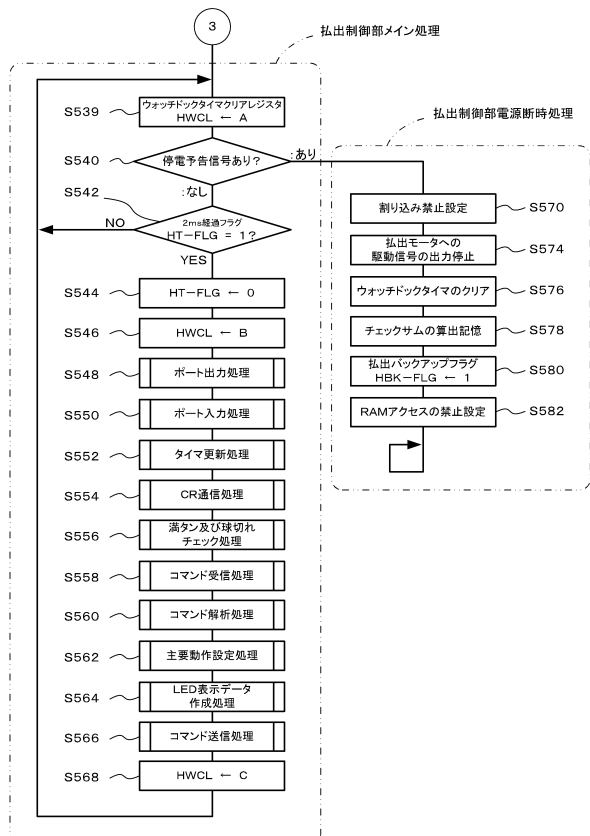 3
払出制御部メイン処理
S539
ウォッチドックタイマクリアレジスタ
HWCL ← A
払出制御部電源断時処理
S540
停電予告信号あり?
:あり
:なし
S542
2ms経過フラグ
HT-FLG = 1?
NO
YES
S544
HT-FLG ← 0
S546
HWCL ← B
S548
ポート出力処理
S550
ポート入力処理
S552
タイマ更新処理
S554
CR通信処理
S556
満タン及び球切れ
チェック処理
S558
コマンド受信処理
S560
コマンド解析処理
S562
主要動作設定処理
S564
LED表示データ
作成処理
S566
コマンド送信処理
S568
HWCL ← C
割り込み禁止設定
S570
払出モータへの
駆動信号の出力停止
S574
ウォッチドックタイマのクリア
S576
チェックサムの算出記憶
S578
払出バックアップフラグ
HBK-FLG ← 1
S580
RAMアクセスの禁止設定
S582